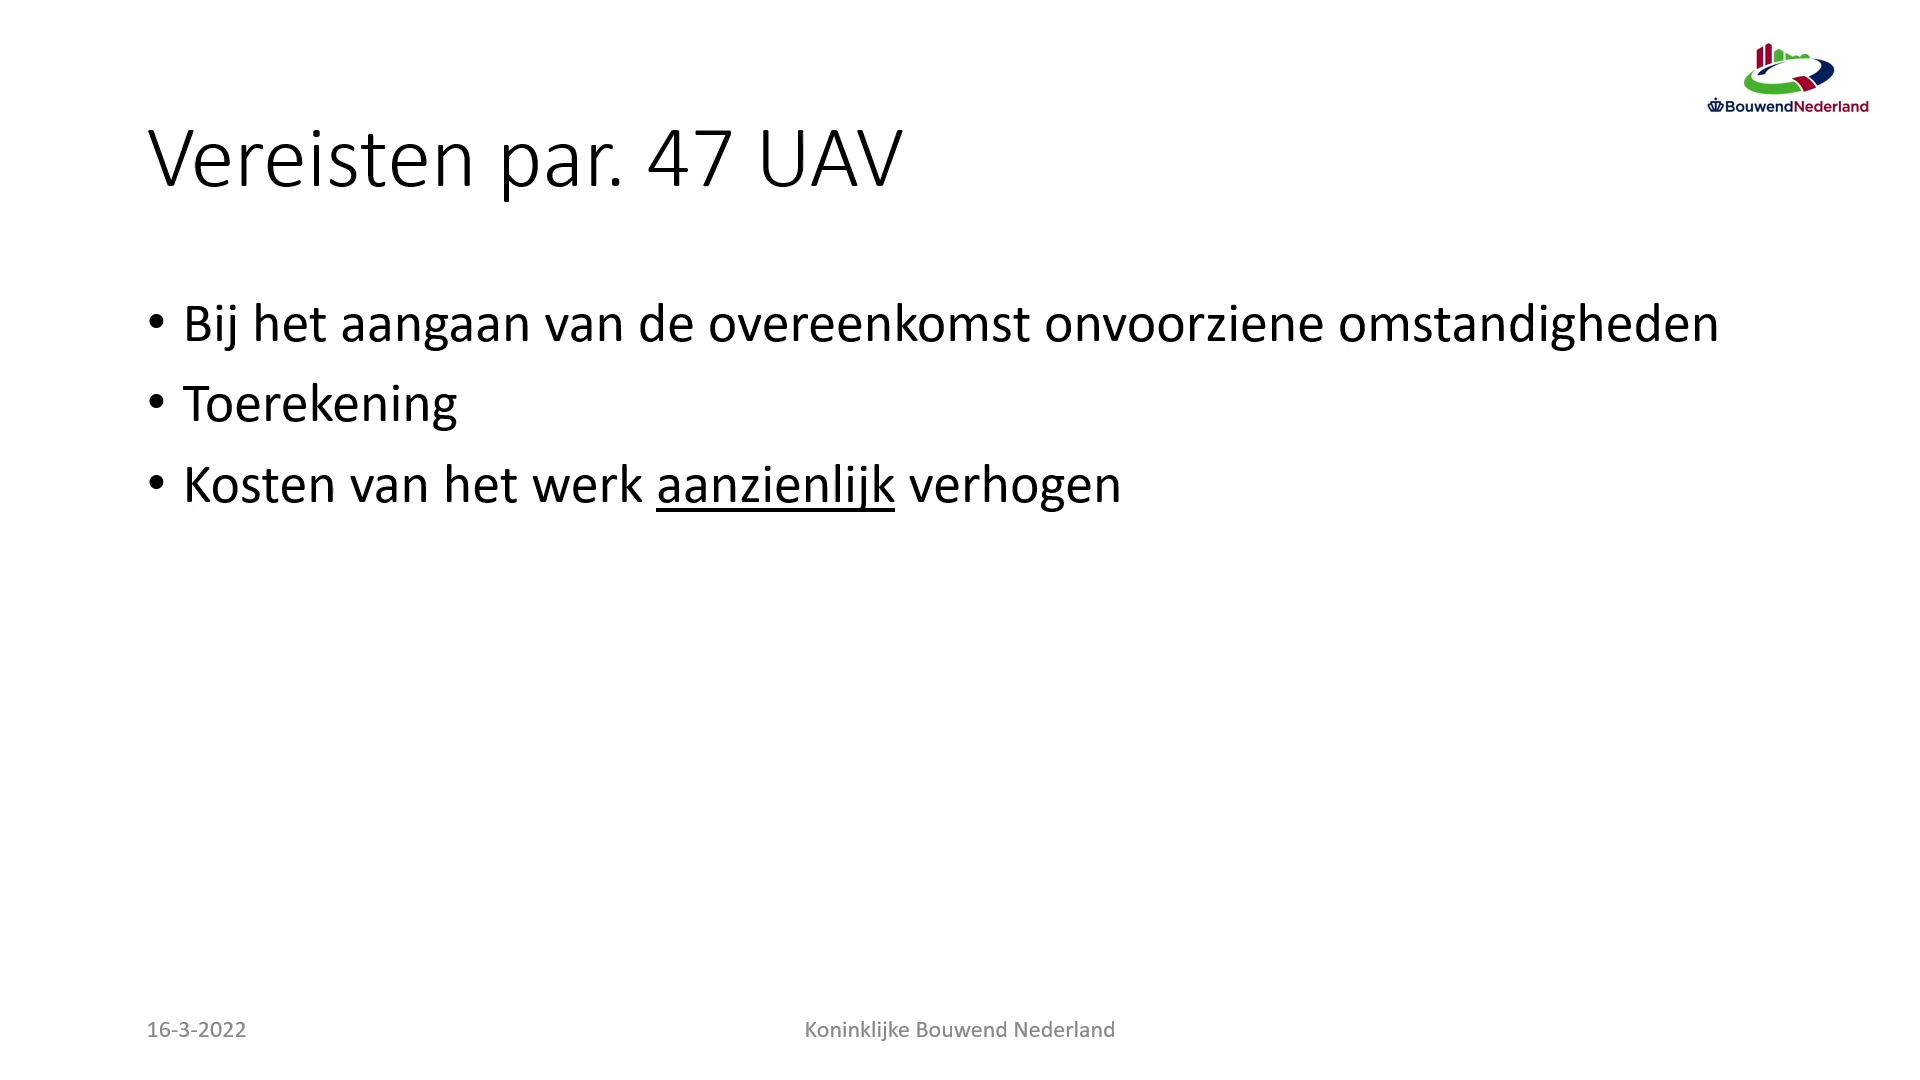 BouwendNederland
Vereisten par. 47 UAV
• Bij het aangaan van de overeenkomst onvoorziene omstandigheden
• Toerekening
• Kosten van het werk aanzienlijk verhogen
16-3-2022
Koninklijke Bouwend Nederland